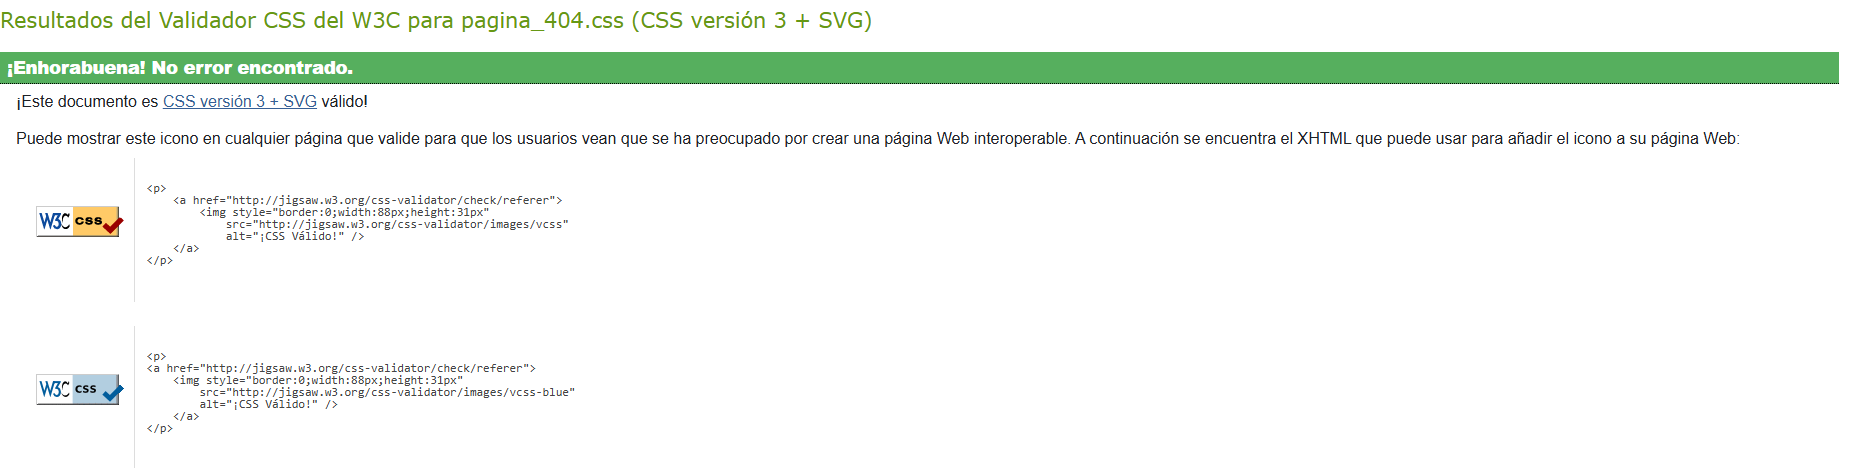 Resultados del Validador CSS del W3C para pagina_404.css (CSS versión 3 + SVG)
¡Enhorabuena! No error encontrado.
¡Este documento es CSS versión 3 + SVG válido!
Puede mostrar este icono en cualquier página que valide para que los usuarios vean que se ha preocupado por crear una página Web interoperable. A continuación se encuentra el XHTML que puede usar para añadir el icono a su página Web:
W3C css
<p>
    <a href="http://jigsaw.w3.org/css-validator/check/referer">
        <img style="border:0;width:88px;height:31px"
            src="http://jigsaw.w3.org/css-validator/images/vcss"
            alt="¡CSS Válido!" />
    </a>
</p>
W3C css
<p>
<a href="http://jigsaw.w3.org/css-validator/check/referer">
    <img style="border:0;width:88px;height:31px"
        src="http://jigsaw.w3.org/css-validator/images/vcss-blue"
        alt="¡CSS Válido!" />
    </a>
</p>